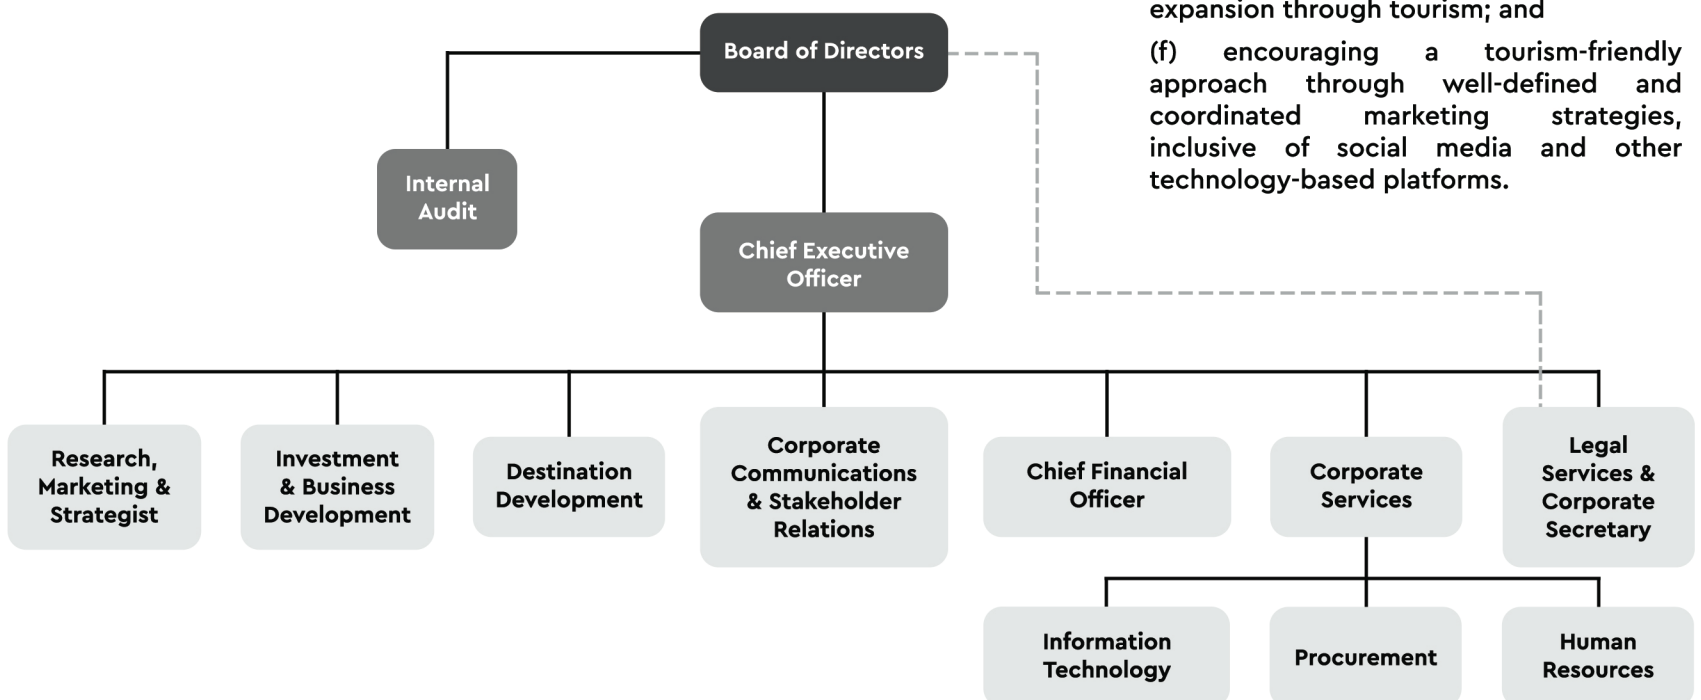 expansion through tourism; and
(f) encouraging a tourism-friendly
approach through well-defined and
coordinated marketing strategies,
inclusive of social media and other
technology-based platforms.
Board of Directors
Internal
Audit
Chief Executive
Officer
Research,
Marketing &
Strategist
Investment
& Business
Development
Destination
Development
Corporate
Communications
& Stakeholder
Relations
Chief Financial
Officer
Corporate
Services
Legal
Services &
Corporate
Secretary
Information
Technology
Procurement
Human
Resources